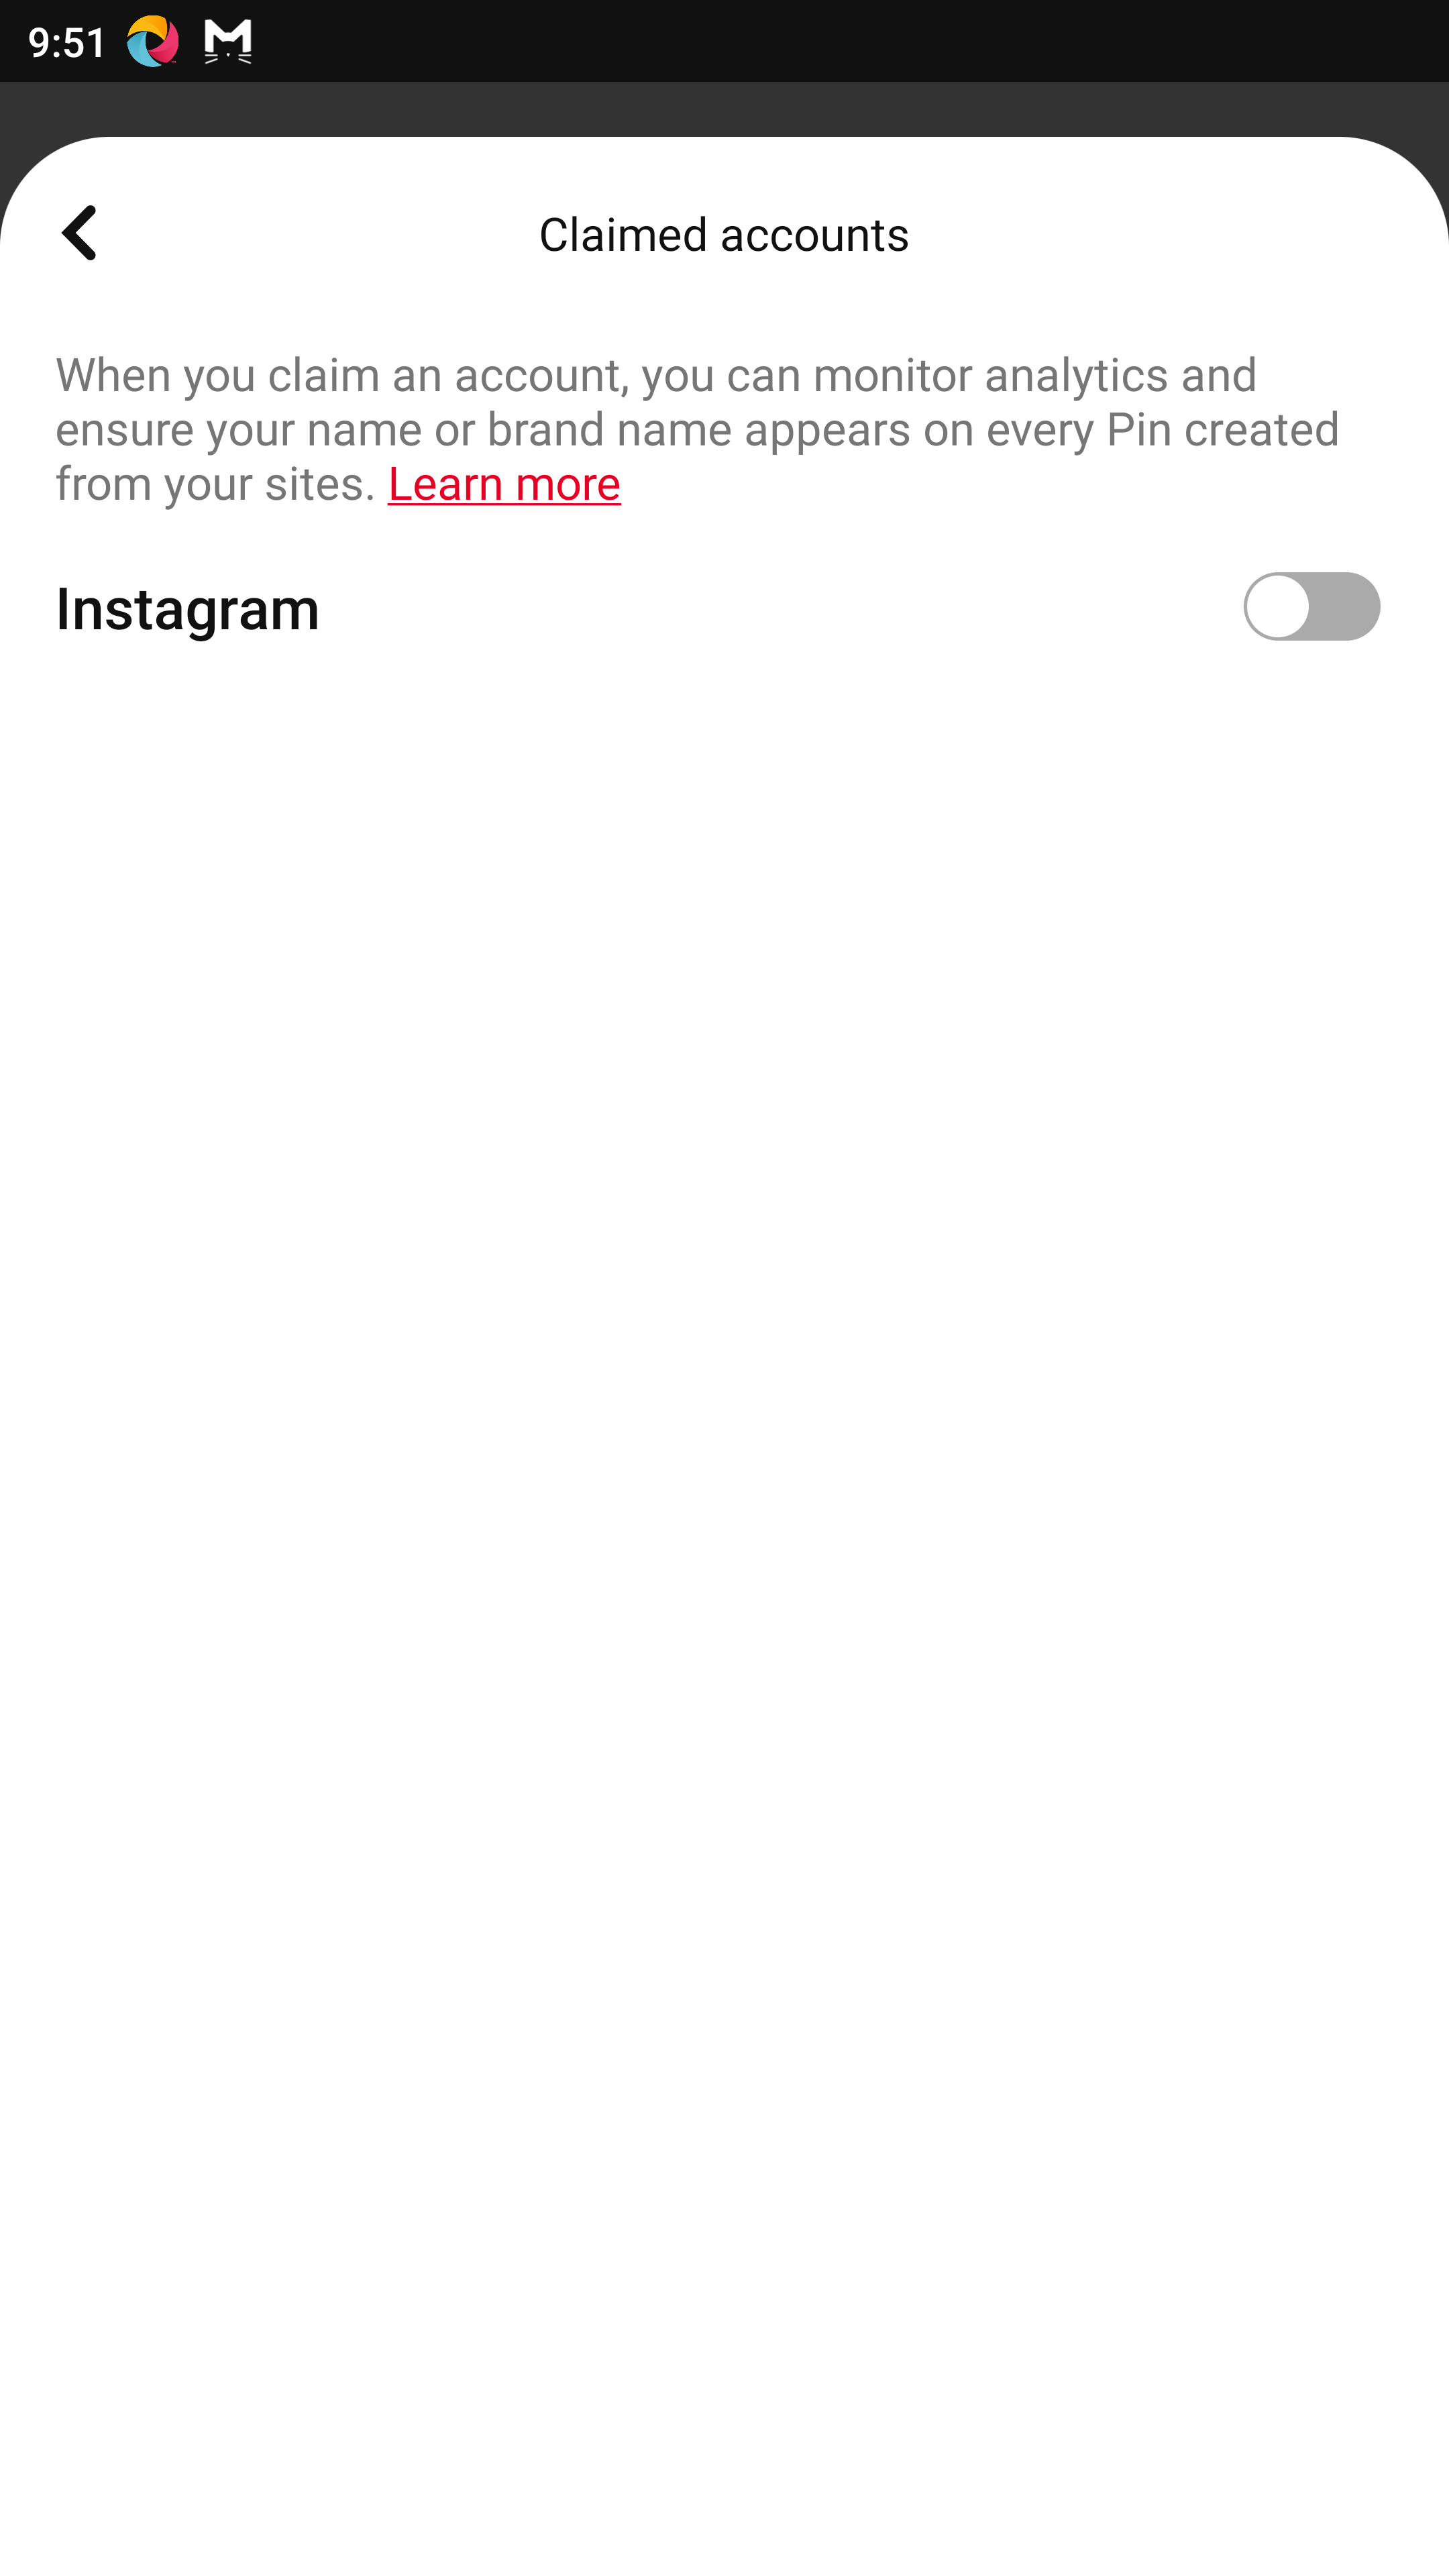 9:51
Claimed accounts
When you claim an account, you can monitor analytics and
ensure your name or brand name appears on every Pin created
from your sites. Learn more
Instagram